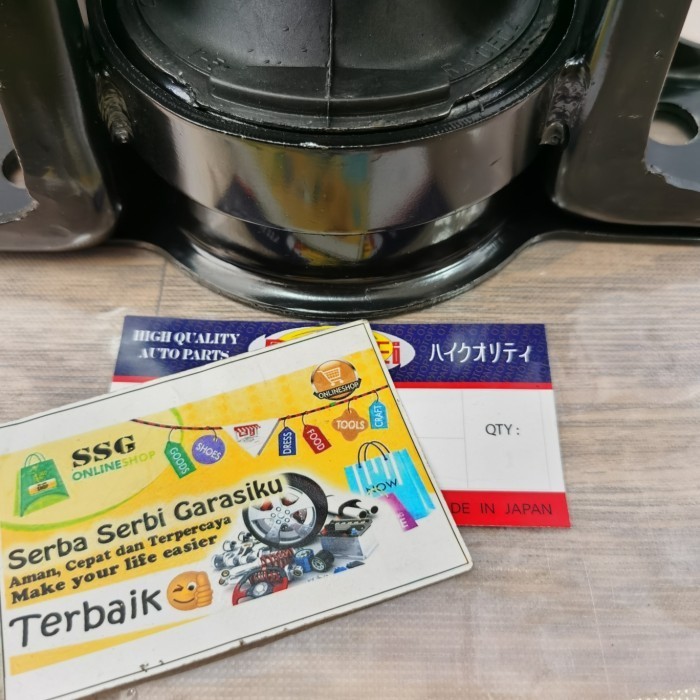 HIGH QUALITY
AUTO PARTS
Ei
ハイクオリティ
QTY :
DE IN JAPAN
ONLINESHOP
SSG
ONLINESHOP
GOODS
SHOES
DRESS
FOOD
TOOLS
CRAFT
NOW
Serba Serbi Garasiku
Aman, Cepat dan Terpercaya
Make your life easier
Terbaik